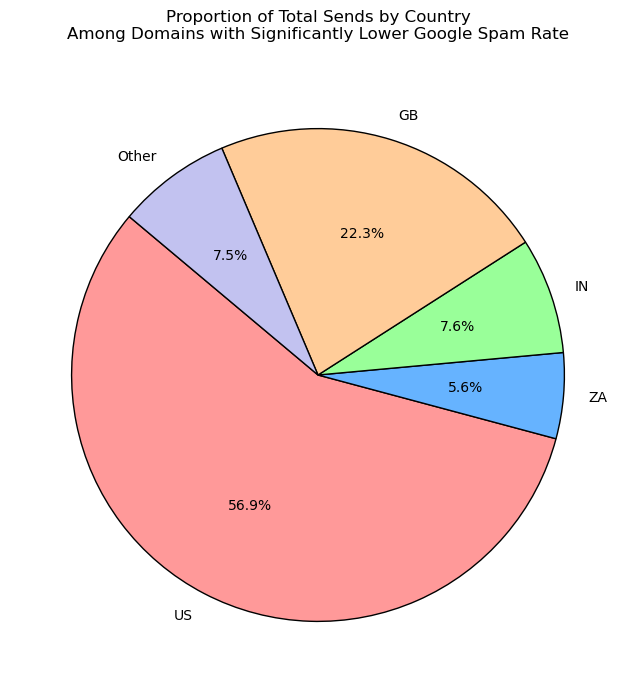 Proportion of Total Sends by Country
Among Domains with Significantly Lower Google Spam Rate
GB
Other
22.3%
7.5%
IN
7.6%
5.6%
ZA
56.9%
US